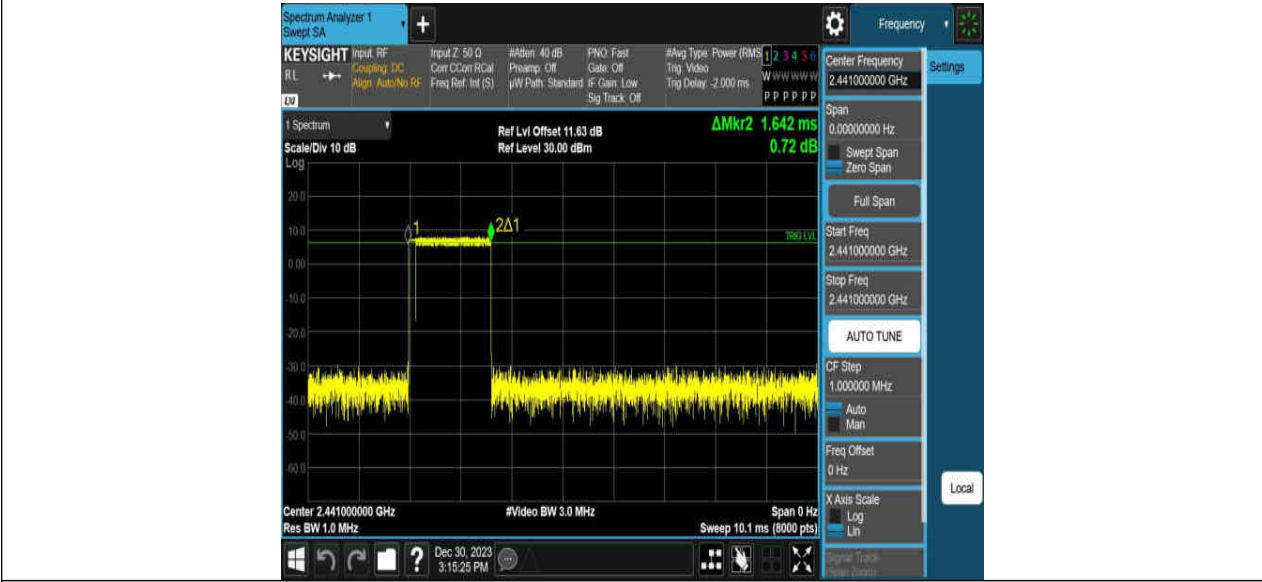 Spectrum Analyzer 1
Swept SA
+
Frequency
KEYSIGHT
RL
LXI
Input: RF
Coupling: DC
Align: Auto/No RF
Input Z: 50 Ω
Corr CCorr RCal
Freq Ref: Int (S)
#Atten: 40 dB
Preamp: Off
µW Path: Standard
PNO: Fast
Gate: Off
IF Gain: Low
Sig Track: Off
#Avg Type: Power (RMS
Trig: Video
Trig Delay: -2.000 ms
1 2 3 4 5 6
W W W W W W
P P P P P P
1 Spectrum
Scale/Div 10 dB
Log
Ref Lvl Offset 11.63 dB
Ref Level 30.00 dBm
ΔMkr2 1.642 ms
0.72 dB
20.0
10.0
0.00
-10.0
-20.0
-30.0
-40.0
-50.0
-60.0
1
2Δ1
TRIG LVL
Center 2.441000000 GHz
Res BW 1.0 MHz
#Video BW 3.0 MHz
Span 0 Hz
Sweep 10.1 ms (8000 pts)
Dec 30, 2023
3:15:25 PM
Center Frequency
2.441000000 GHz
Settings
Span
0.00000000 Hz
Swept Span
Zero Span
Full Span
Start Freq
2.441000000 GHz
Stop Freq
2.441000000 GHz
AUTO TUNE
CF Step
1.000000 MHz
Auto
Man
Freq Offset
0 Hz
X Axis Scale
Log
Lin
Signal Track
(Span Zoom)
Local